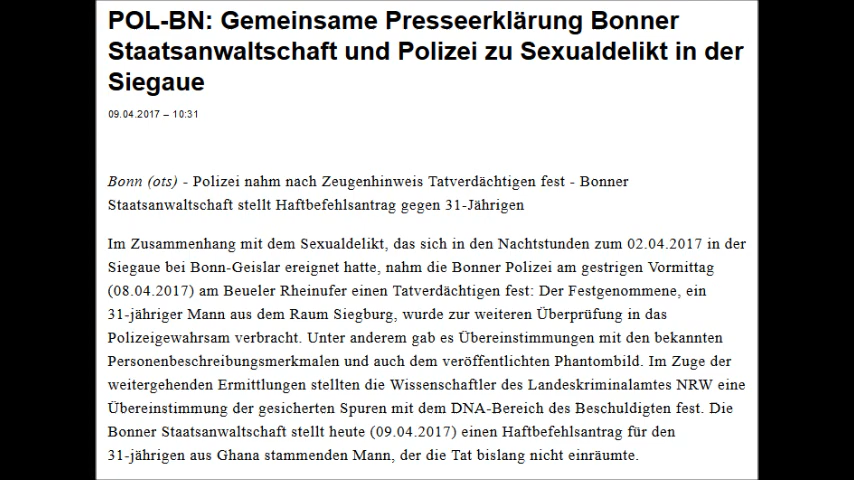 POL-BN: Gemeinsame Presseerklärung Bonner
Staatsanwaltschaft und Polizei zu Sexualdelikt in der
Siegaue
09.04.2017 – 10:31
Bonn (ots) - Polizei nahm nach Zeugenhinweis Tatverdächtigen fest - Bonner
Staatsanwaltschaft stellt Haftbefehlsantrag gegen 31-Jährigen
Im Zusammenhang mit dem Sexualdelikt, das sich in den Nachtstunden zum 02.04.2017 in der
Siegaue bei Bonn-Geislar ereignet hatte, nahm die Bonner Polizei am gestrigen Vormittag
(08.04.2017) am Beueler Rheinufer einen Tatverdächtigen fest: Der Festgenommene, ein
31-jähriger Mann aus dem Raum Siegburg, wurde zur weiteren Überprüfung in das
Polizeigewahrsam verbracht. Unter anderem gab es Übereinstimmungen mit den bekannten
Personenbeschreibungsmerkmalen und auch dem veröffentlichten Phantombild. Im Zuge der
weitergehenden Ermittlungen stellten die Wissenschaftler des Landeskriminalamtes NRW eine
Übereinstimmung der gesicherten Spuren mit dem DNA-Bereich des Beschuldigten fest. Die
Bonner Staatsanwaltschaft stellt heute (09.04.2017) einen Haftbefehlsantrag für den
31-jährigen aus Ghana stammenden Mann, der die Tat bislang nicht einräumte.